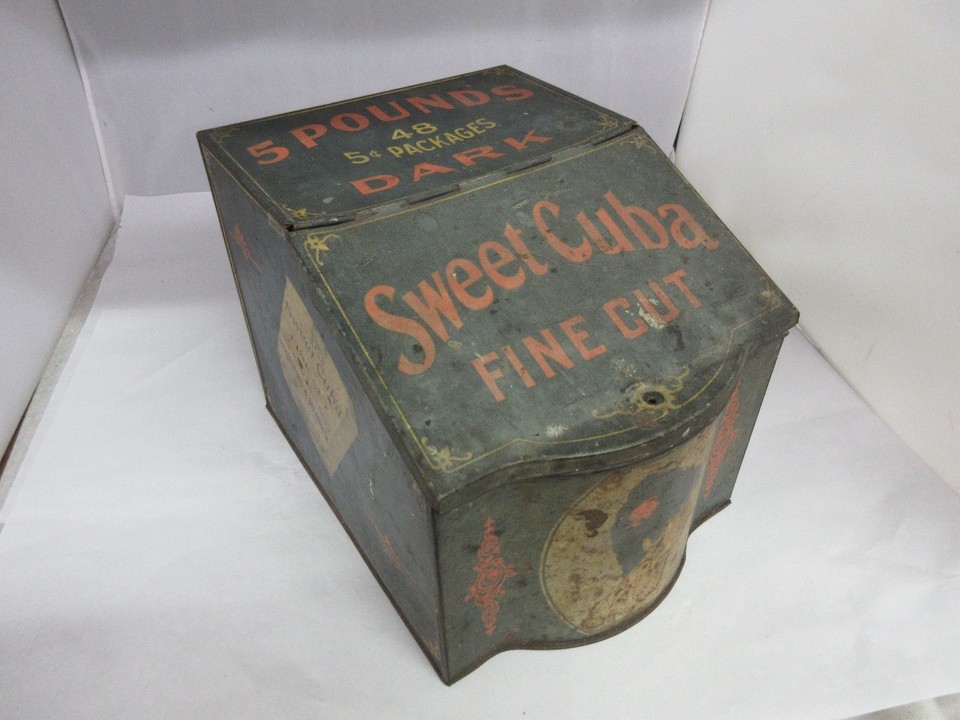 5 POUNDS
48
5¢ PACKAGES
DARK
Sweet Cuba
FINE CUT